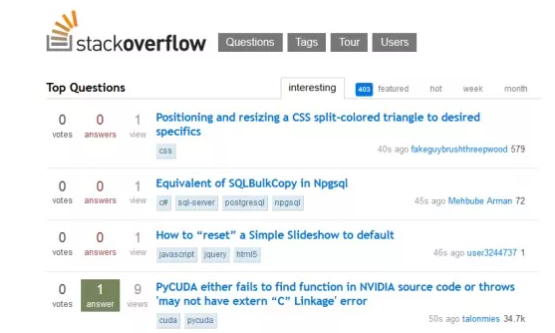 stackoverflow Questions Tags Tour Users
Top Questions interesting 403 featured hot week month
0 0 1 Positioning and resizing a CSS split-colored triangle to desired
votes answers view specifics
css 40s ago fakeguybrushthreepwood 579
0 0 1 Equivalent of SQLBulkCopy in Npgsql
votes answers view c# sql-server postgresql npgsql 45s ago Mehbube Arman 72
0 0 1 How to “reset” a Simple Slideshow to default
votes answers view javascript jquery html5 46s ago user3244737 1
0 1 9 PyCUDA either fails to find function in NVIDIA source code or throws
votes answer views 'may not have extern “C” Linkage' error
cuda pycuda 50s ago talonmies 34.7k